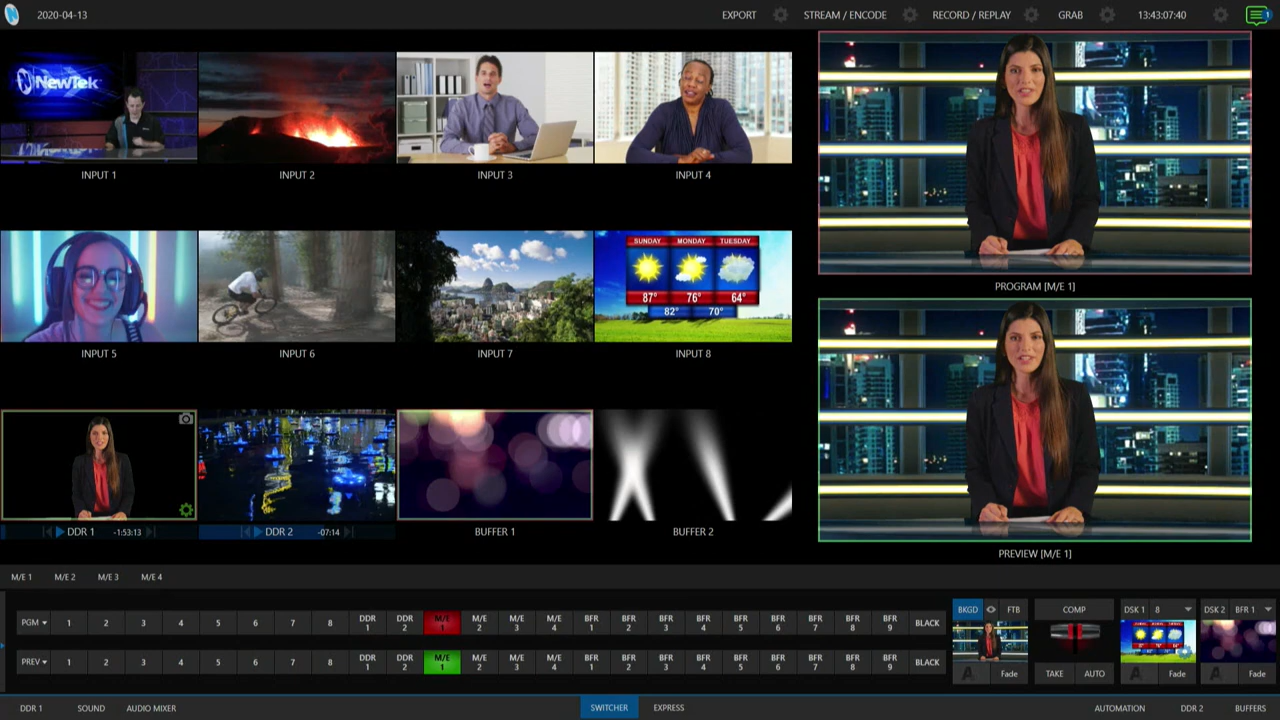 2020-04-13
EXPORT
STREAM / ENCODE
RECORD / REPLAY
GRAB
13:43:07:40
1
NewTek
INPUT 1
INPUT 2
INPUT 3
INPUT 4
PROGRAM [M/E 1]
SUNDAY MONDAY TUESDAY
87° 76° 64°
82° 70°
INPUT 5
INPUT 6
INPUT 7
INPUT 8
DDR 1 -1:53:13
DDR 2 -07:14
BUFFER 1
BUFFER 2
PREVIEW [M/E 1]
M/E 1 M/E 2 M/E 3 M/E 4
PGM 1 2 3 4 5 6 7 8 DDR 1 DDR 2 M/E 1 M/E 2 M/E 3 M/E 4 BFR 1 BFR 2 BFR 3 BFR 4 BFR 5 BFR 6 BFR 7 BFR 8 BFR 9 BLACK
PREV 1 2 3 4 5 6 7 8 DDR 1 DDR 2 M/E 1 M/E 2 M/E 3 M/E 4 BFR 1 BFR 2 BFR 3 BFR 4 BFR 5 BFR 6 BFR 7 BFR 8 BFR 9 BLACK
BKGD FTB COMP DSK 1 8 DSK 2 BFR 1
A Fade TAKE AUTO A Fade A Fade
DDR 1 SOUND AUDIO MIXER SWITCHER EXPRESS AUTOMATION DDR 2 BUFFERS